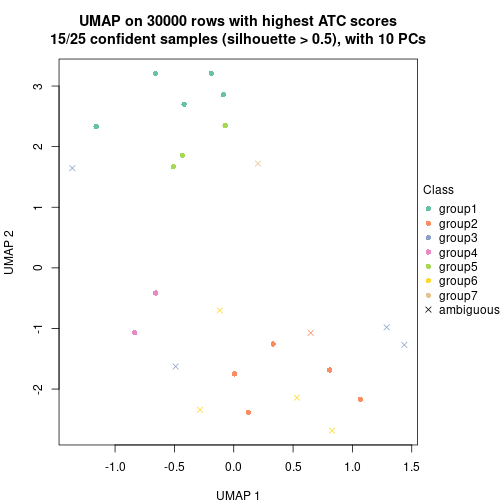 UMAP on 30000 rows with highest ATC scores
15/25 confident samples (silhouette > 0.5), with 10 PCs
3
2
1
0
-1
-2
UMAP 2
-1.0 -0.5 0.0 0.5 1.0 1.5
UMAP 1
Class
group1
group2
group3
group4
group5
group6
group7
ambiguous